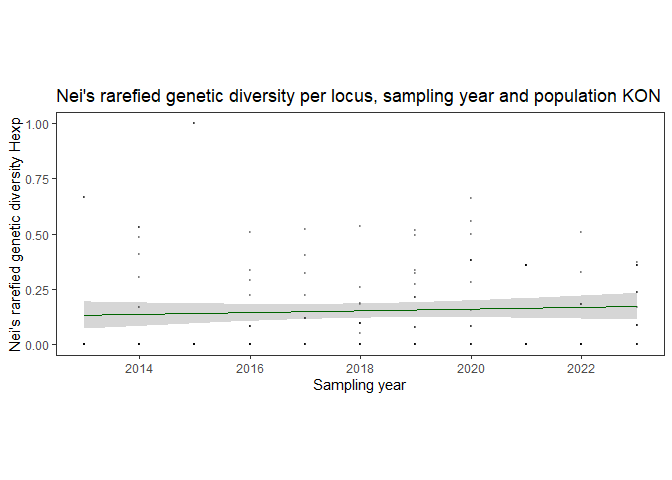 Nei's rarefied genetic diversity per locus, sampling year and population KON
Nei's rarefied genetic diversity Hexp
1.00
0.75
0.50
0.25
0.00
2014 2016 2018 2020 2022
Sampling year